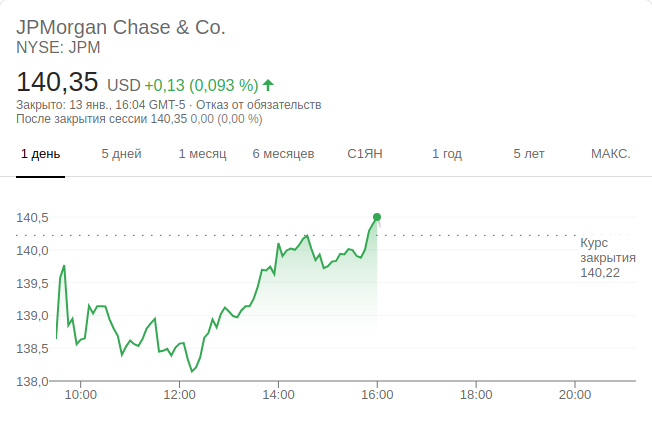 JPMorgan Chase & Co.
NYSE: JPM
140,35 USD +0,13 (0,093 %)
Закрыто: 13 янв., 16:04 GMT-5 · Отказ от обязательств
После закрытия сессии 140,35 0,00 (0,00 %)
1 день 5 дней 1 месяц 6 месяцев С1ЯН 1 год 5 лет МАКС.
140,5
140,0
139,5
139,0
138,5
138,0
Курс
закрытия
140,22
10:00 12:00 14:00 16:00 18:00 20:00